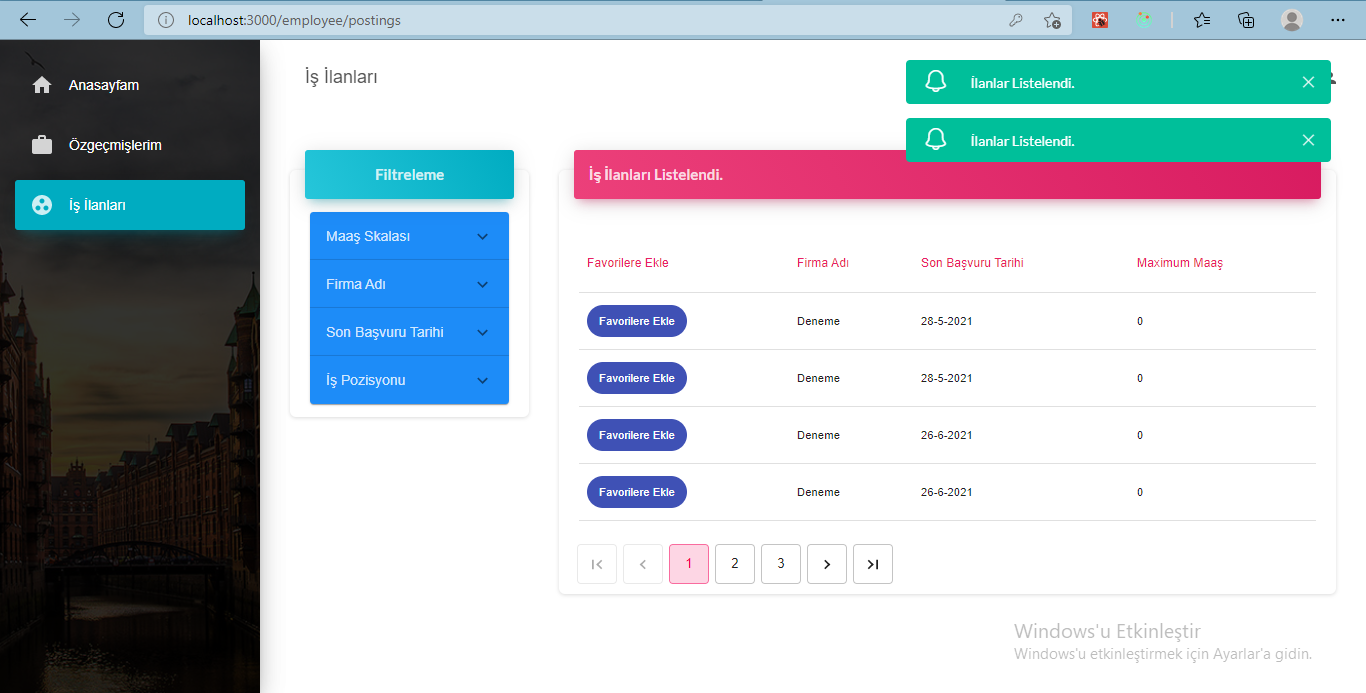 localhost:3000/employee/postings
Anasayfam
Özgeçmişlerim
İş İlanları
İş İlanları
İlanlar Listelendi.
İlanlar Listelendi.
Filtreleme
Maaş Skalası
Firma Adı
Son Başvuru Tarihi
İş Pozisyonu
İş İlanları Listelendi.
Favorilere Ekle Firma Adı Son Başvuru Tarihi Maximum Maaş
Favorilere Ekle Deneme 28-5-2021 0
Favorilere Ekle Deneme 28-5-2021 0
Favorilere Ekle Deneme 26-6-2021 0
Favorilere Ekle Deneme 26-6-2021 0
1 2 3
Windows'u Etkinleştir
Windows'u etkinleştirmek için Ayarlar'a gidin.